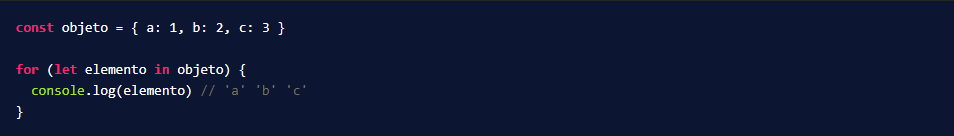 const objeto = { a: 1, b: 2, c: 3 }
for (let elemento in objeto) {
  console.log(elemento) // 'a' 'b' 'c'
}